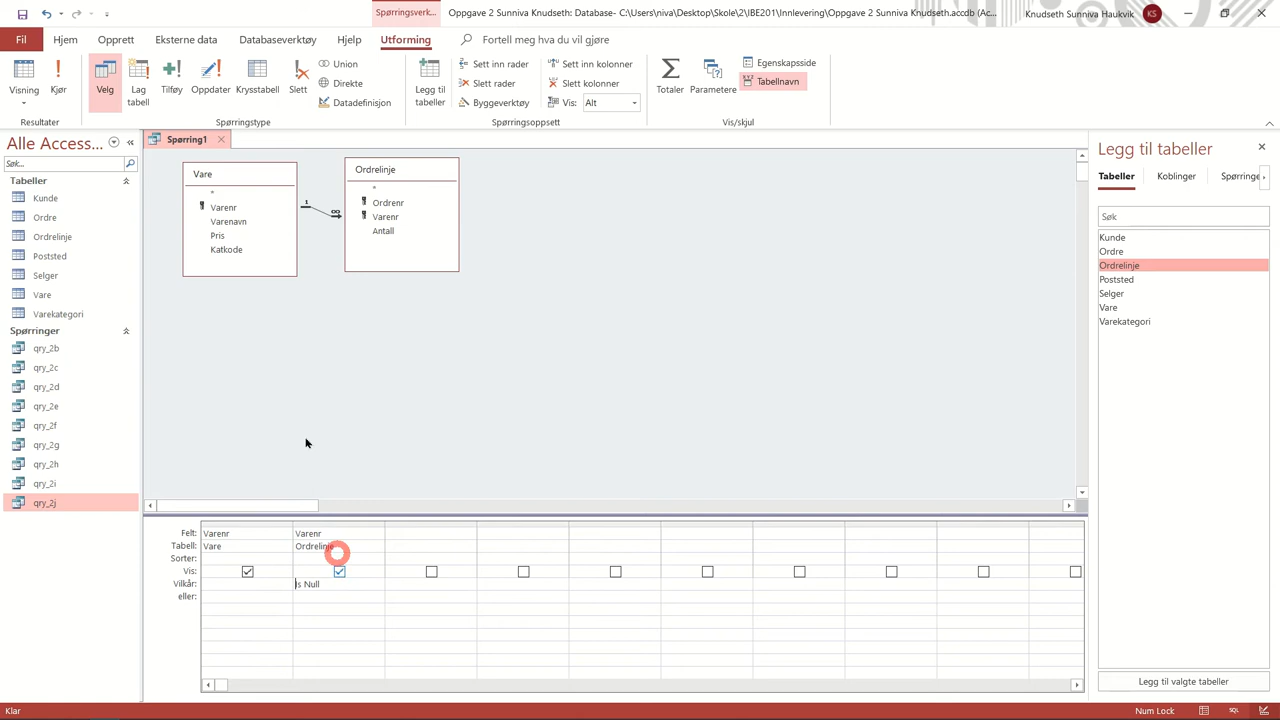 Spørringsverk...
Oppgave 2 Sunniva Knudseth: Database- C:\Users\niva\Desktop\Skole\2\IBE201\Innlevering\Oppgave 2 Sunniva Knudseth.accdb (Ac...
Knudseth Sunniva Haukvik
KS
Fil
Hjem
Opprett
Eksterne data
Databaseverktøy
Hjelp
Utforming
Fortell meg hva du vil gjøre
Visning
Kjør
Velg
Lag tabell
Tilføy
Oppdater
Krysstabell
Slett
Union
Direkte
Datadefinisjon
Legg til tabeller
Sett inn rader
Slett rader
Byggeverktøy
Sett inn kolonner
Slett kolonner
Vis: Alt
Totaler
Parametere
Egenskapsside
Tabellnavn
Resultater
Spørringstype
Spørringsoppsett
Vis/skjul
Alle Access...
Søk...
Tabeller
Kunde
Ordre
Ordrelinje
Poststed
Selger
Vare
Varekategori
Spørringer
qry_2b
qry_2c
qry_2d
qry_2e
qry_2f
qry_2g
qry_2h
qry_2i
qry_2j
Spørring1
Vare
*
Varenr
Varenavn
Pris
Katkode
1
∞
Ordrelinje
*
Ordrenr
Varenr
Antall
Felt: Varenr Varenr
Tabell: Vare Ordrelinje
Sorter:
Vis:
Vilkår: Is Null
eller:
Legg til tabeller
Tabeller
Koblinger
Spørringe
Søk
Kunde
Ordre
Ordrelinje
Poststed
Selger
Vare
Varekategori
Legg til valgte tabeller
Klar
Num Lock
SQL